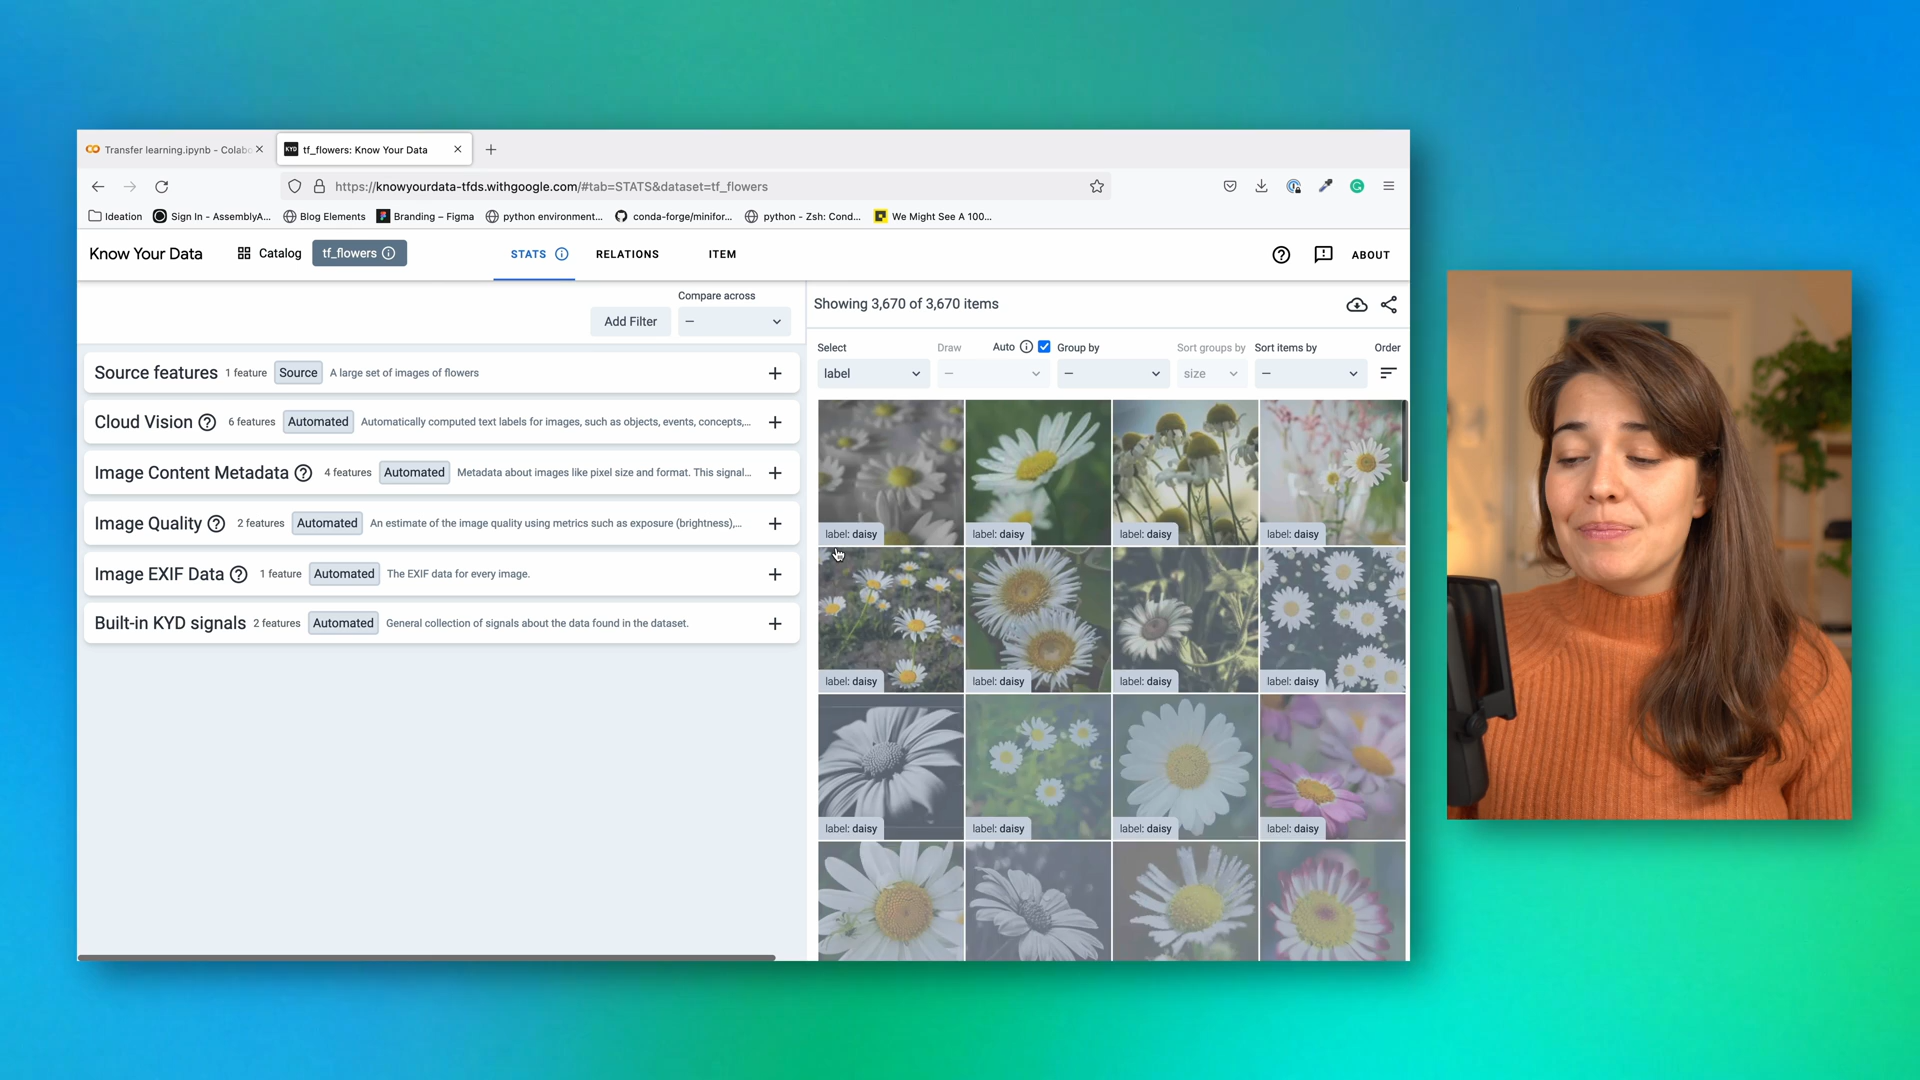 Transfer learning.ipynb - Colabo
KYD tf_flowers: Know Your Data
https://knowyourdata-tfds.withgoogle.com/#tab=STATS&dataset=tf_flowers
Ideation Sign In - AssemblyA... Blog Elements Branding – Figma python environment... conda-forge/minifor... python - Zsh: Cond... We Might See A 100...
Know Your Data Catalog tf_flowers STATS RELATIONS ITEM ABOUT
Compare across
Add Filter –
Source features 1 feature Source A large set of images of flowers
Cloud Vision 6 features Automated Automatically computed text labels for images, such as objects, events, concepts,...
Image Content Metadata 4 features Automated Metadata about images like pixel size and format. This signal...
Image Quality 2 features Automated An estimate of the image quality using metrics such as exposure (brightness),...
Image EXIF Data 1 feature Automated The EXIF data for every image.
Built-in KYD signals 2 features Automated General collection of signals about the data found in the dataset.
Showing 3,670 of 3,670 items
Select Draw Auto Group by Sort groups by Sort items by Order
label – – size –
label: daisy label: daisy label: daisy label: daisy
label: daisy label: daisy label: daisy label: daisy
label: daisy label: daisy label: daisy label: daisy